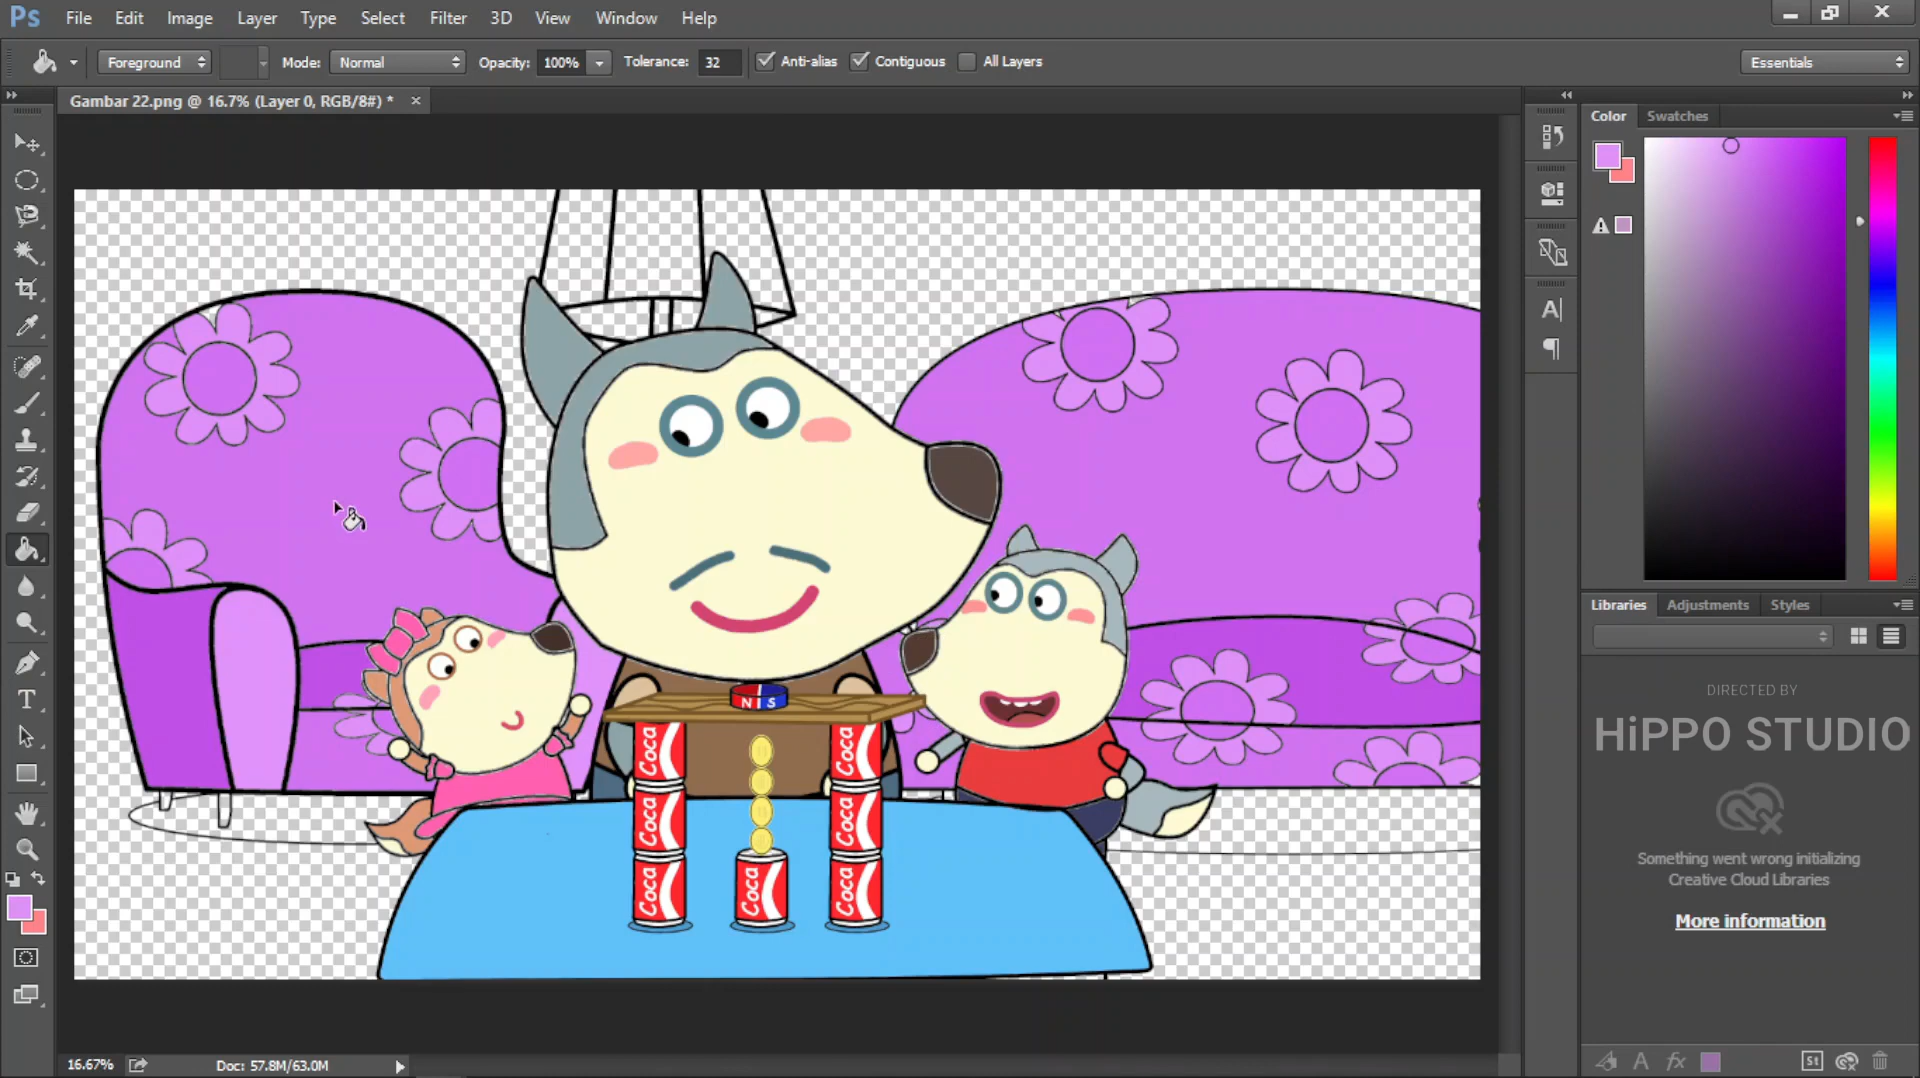 Ps File Edit Image Layer Type Select Filter 3D View Window Help
Foreground Mode: Normal Opacity: 100% Tolerance: 32 Anti-alias Contiguous All Layers Essentials
Gambar 22.png @ 16.7% (Layer 0, RGB/8#) * ×
Color Swatches
Libraries Adjustments Styles
DIRECTED BY
HiPPO STUDIO
Something went wrong initializing
Creative Cloud Libraries
More information
N S
Coca Coca
Coca Coca
Coca Coca Coca
16.67% Doc: 57.8M/63.0M
A fx St